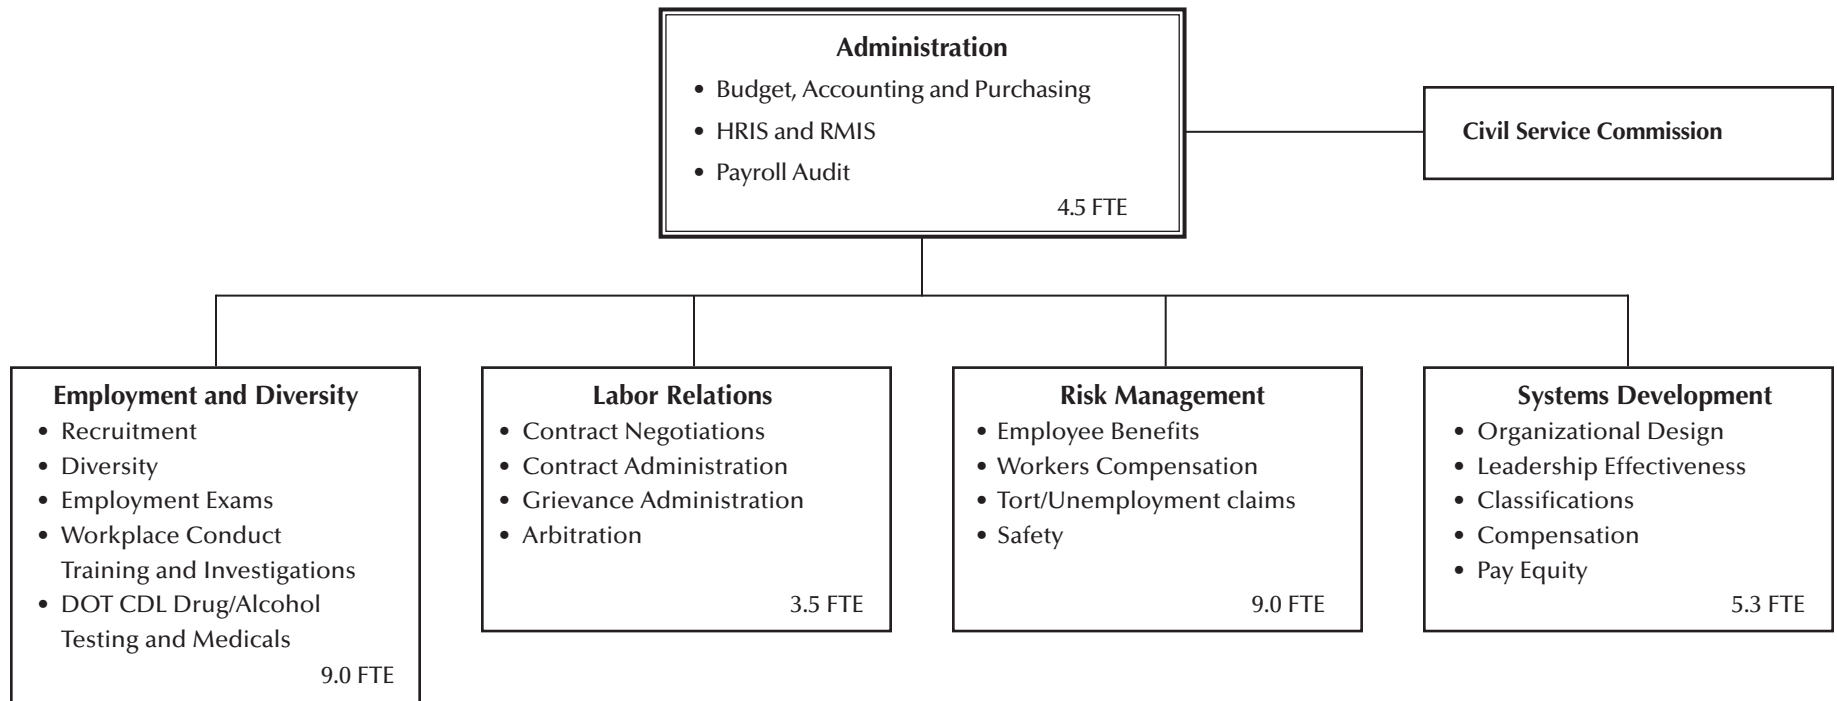 Administration
• Budget, Accounting and Purchasing
• HRIS and RMIS
• Payroll Audit
4.5 FTE
Civil Service Commission
Employment and Diversity
• Recruitment
• Diversity
• Employment Exams
• Workplace Conduct
Training and Investigations
• DOT CDL Drug/Alcohol
Testing and Medicals
9.0 FTE
Labor Relations
• Contract Negotiations
• Contract Administration
• Grievance Administration
• Arbitration
3.5 FTE
Risk Management
• Employee Benefits
• Workers Compensation
• Tort/Unemployment claims
• Safety
9.0 FTE
Systems Development
• Organizational Design
• Leadership Effectiveness
• Classifications
• Compensation
• Pay Equity
5.3 FTE